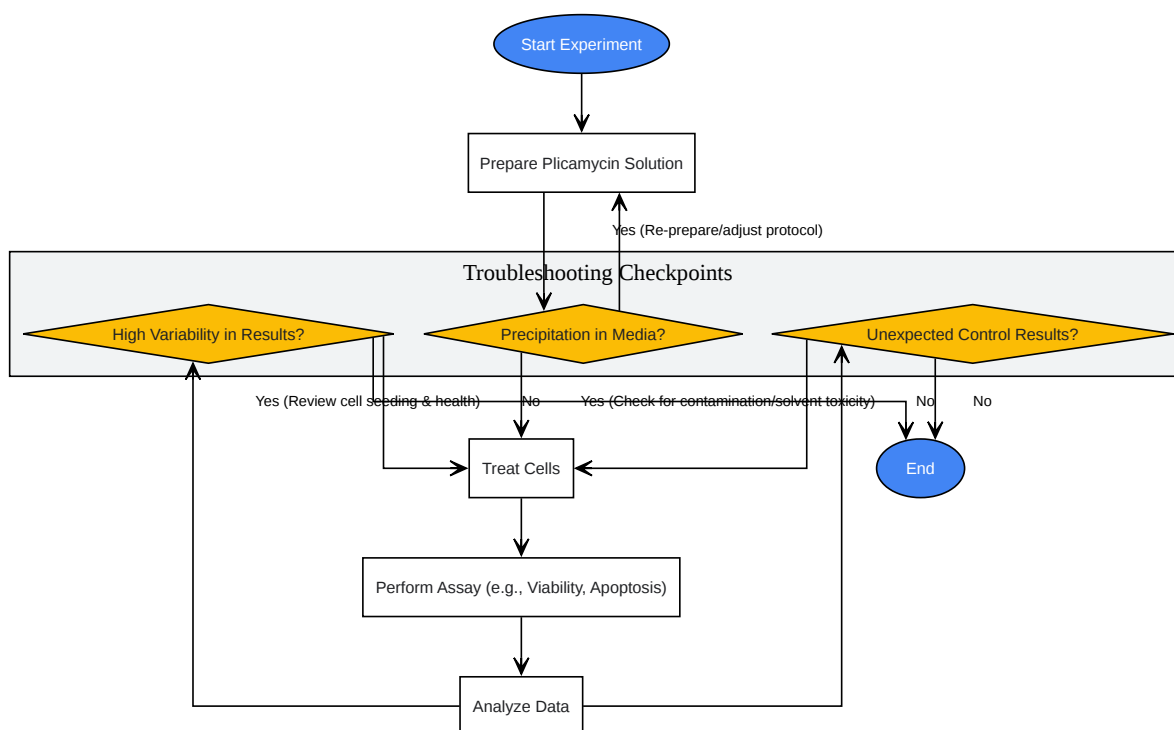 Start Experiment
Prepare Plicamycin Solution
Yes (Re-prepare/adjust protocol)
Troubleshooting Checkpoints
High Variability in Results?
Precipitation in Media?
Unexpected Control Results?
Yes (Review cell seeding & health)
No
Yes (Check for contamination/solvent toxicity)
No
No
Treat Cells
End
Perform Assay (e.g., Viability, Apoptosis)
Analyze Data